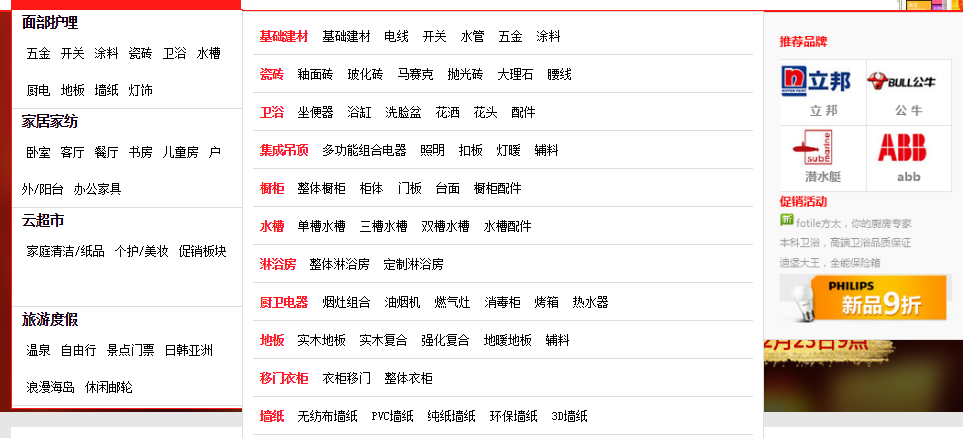 面部护理
五金 开关 涂料 瓷砖 卫浴 水槽
厨电 地板 墙纸 灯饰
家居家纺
卧室 客厅 餐厅 书房 儿童房 户
外/阳台 办公家具
云超市
家庭清洁/纸品 个护/美妆 促销板块
旅游度假
温泉 自由行 景点门票 日韩亚洲
浪漫海岛 休闲邮轮
基础建材 基础建材 电线 开关 水管 五金 涂料
瓷砖 釉面砖 玻化砖 马赛克 抛光砖 大理石 腰线
卫浴 坐便器 浴缸 洗脸盆 花洒 花头 配件
集成吊顶 多功能组合电器 照明 扣板 灯暖 辅料
橱柜 整体橱柜 柜体 门板 台面 橱柜配件
水槽 单槽水槽 三槽水槽 双槽水槽 水槽配件
淋浴房 整体淋浴房 定制淋浴房
厨卫电器 烟灶组合 油烟机 燃气灶 消毒柜 烤箱 热水器
地板 实木地板 实木复合 强化复合 地暖地板 辅料
移门衣柜 衣柜移门 整体衣柜
墙纸 无纺布墙纸 PVC墙纸 纯纸墙纸 环保墙纸 3D墙纸
推荐品牌
NIPPON PAINT 立邦 BULL公牛
立邦 公牛
submarine ABB
潜水艇 abb
促销活动
新 fotile方太，你的厨房专家
本科卫浴，高端卫浴品质保证
迪堡大王，全能保险箱
PHILIPS
新品9折
2月23日9点